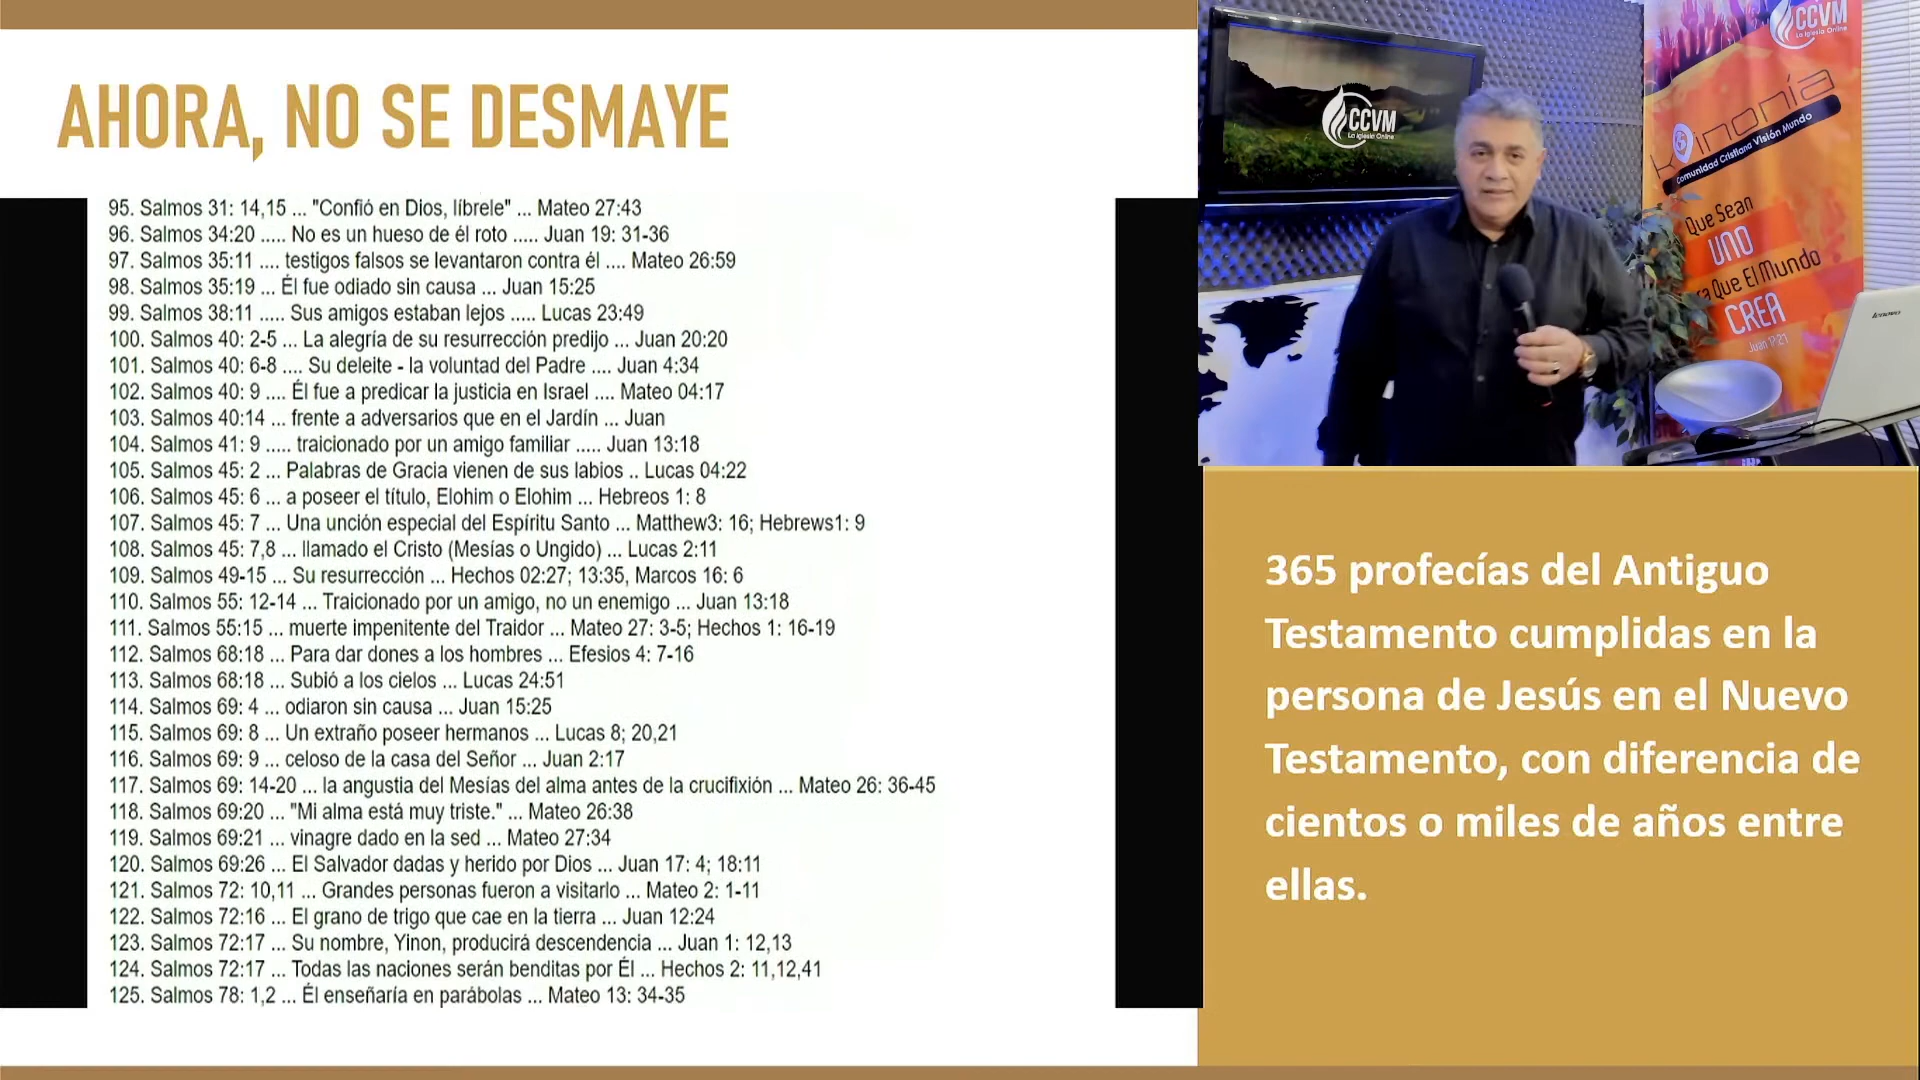 AHORA, NO SE DESMAYE
95. Salmos 31: 14,15 ... "Confió en Dios, líbrele" ... Mateo 27:43
96. Salmos 34:20 ..... No es un hueso de él roto ..... Juan 19: 31-36
97. Salmos 35:11 .... testigos falsos se levantaron contra él .... Mateo 26:59
98. Salmos 35:19 ... Él fue odiado sin causa ... Juan 15:25
99. Salmos 38:11 ..... Sus amigos estaban lejos ..... Lucas 23:49
100. Salmos 40: 2-5 ... La alegría de su resurrección predijo ... Juan 20:20
101. Salmos 40: 6-8 .... Su deleite - la voluntad del Padre .... Juan 4:34
102. Salmos 40: 9 .... Él fue a predicar la justicia en Israel .... Mateo 04:17
103. Salmos 40:14 ... frente a adversarios que en el Jardín ... Juan
104. Salmos 41: 9 ..... traicionado por un amigo familiar ..... Juan 13:18
105. Salmos 45: 2 ... Palabras de Gracia vienen de sus labios .. Lucas 04:22
106. Salmos 45: 6 ... a poseer el título, Elohim o Elohim ... Hebreos 1: 8
107. Salmos 45: 7 ... Una unción especial del Espíritu Santo ... Matthew3: 16; Hebrews1: 9
108. Salmos 45: 7,8 ... llamado el Cristo (Mesías o Ungido) ... Lucas 2:11
109. Salmos 49-15 ... Su resurrección ... Hechos 02:27; 13:35, Marcos 16: 6
110. Salmos 55: 12-14 ... Traicionado por un amigo, no un enemigo ... Juan 13:18
111. Salmos 55:15 ... muerte impenitente del Traidor ... Mateo 27: 3-5; Hechos 1: 16-19
112. Salmos 68:18 ... Para dar dones a los hombres ... Efesios 4: 7-16
113. Salmos 68:18 ... Subió a los cielos ... Lucas 24:51
114. Salmos 69: 4 ... odiaron sin causa ... Juan 15:25
115. Salmos 69: 8 ... Un extraño poseer hermanos ... Lucas 8; 20,21
116. Salmos 69: 9 ... celoso de la casa del Señor ... Juan 2:17
117. Salmos 69: 14-20 ... la angustia del Mesías del alma antes de la crucifixión ... Mateo 26: 36-45
118. Salmos 69:20 ... "Mi alma está muy triste." ... Mateo 26:38
119. Salmos 69:21 ... vinagre dado en la sed ... Mateo 27:34
120. Salmos 69:26 ... El Salvador dadas y herido por Dios ... Juan 17: 4; 18:11
121. Salmos 72: 10,11 ... Grandes personas fueron a visitarlo ... Mateo 2: 1-11
122. Salmos 72:16 ... El grano de trigo que cae en la tierra ... Juan 12:24
123. Salmos 72:17 ... Su nombre, Yinon, producirá descendencia ... Juan 1: 12,13
124. Salmos 72:17 ... Todas las naciones serán benditas por Él ... Hechos 2: 11,12,41
125. Salmos 78: 1,2 ... Él enseñaría en parábolas ... Mateo 13: 34-35
CCVM
La Iglesia Online
CCVM
La Iglesia Online
koinonía
Comunidad Cristiana Visión Mundo
Que Sean
UNO
ra Que El Mundo
CREA
Juan 17:21
Lenovo
365 profecías del Antiguo
Testamento cumplidas en la
persona de Jesús en el Nuevo
Testamento, con diferencia de
cientos o miles de años entre
ellas.